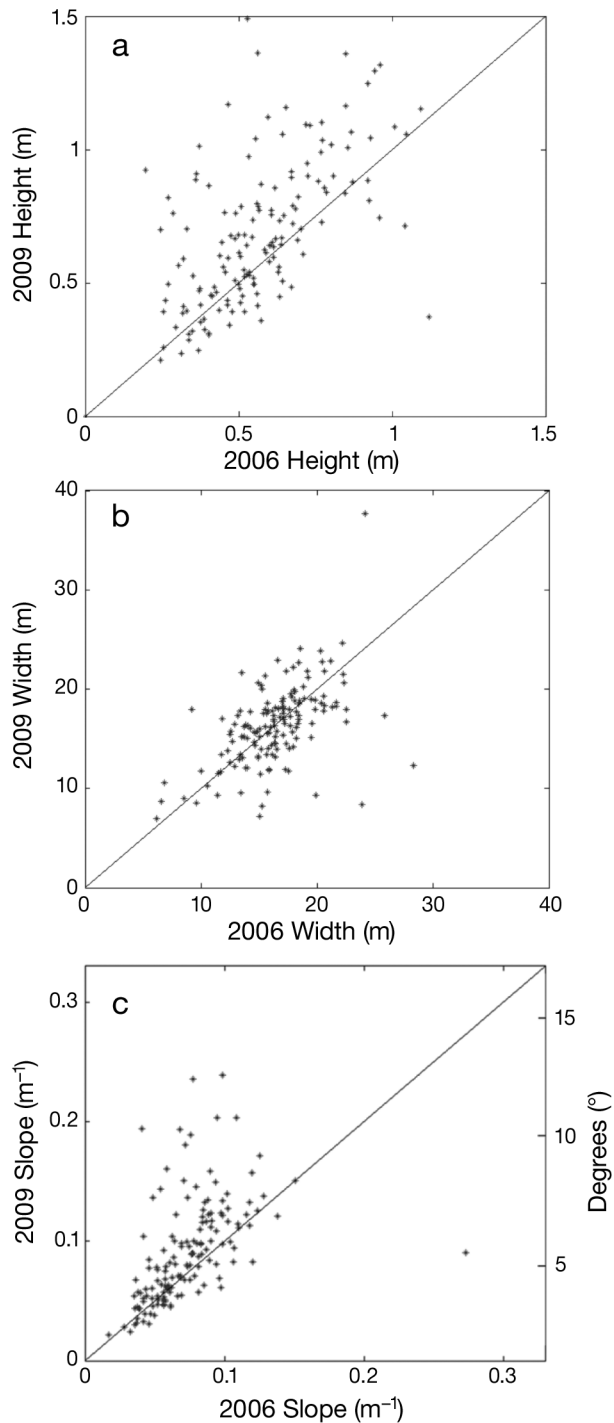 a
1.5
1
0.5
0
2009 Height (m)
0 0.5 1 1.5
2006 Height (m)
b
40
30
20
10
0
2009 Width (m)
0 10 20 30 40
2006 Width (m)
c
0.3
0.2
0.1
0
2009 Slope (m⁻¹)
15
10
5
Degrees (°)
0 0.1 0.2 0.3
2006 Slope (m⁻¹)